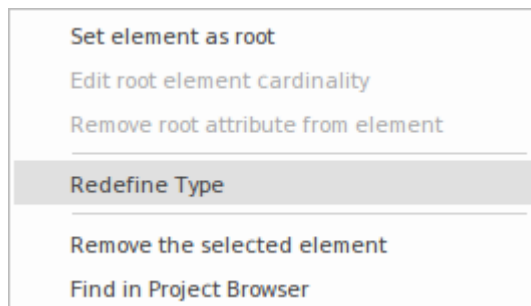 Set element as root
Edit root element cardinality
Remove root attribute from element
Redefine Type
Remove the selected element
Find in Project Browser